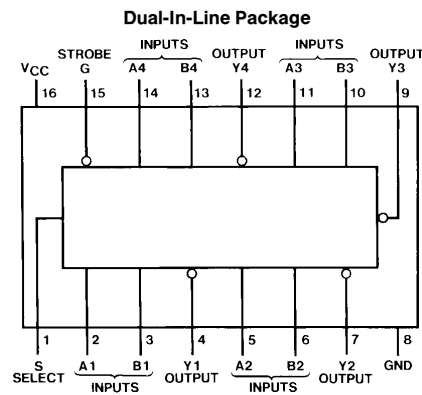 Dual-In-Line Package
INPUTS INPUTS
STROBE OUTPUT OUTPUT
VCC G A4 B4 Y4 A3 B3 Y3
16 15 14 13 12 11 10 9
1 2 3 4 5 6 7 8
S A1 B1 Y1 A2 B2 Y2 GND
SELECT OUTPUT OUTPUT
INPUTS INPUTS